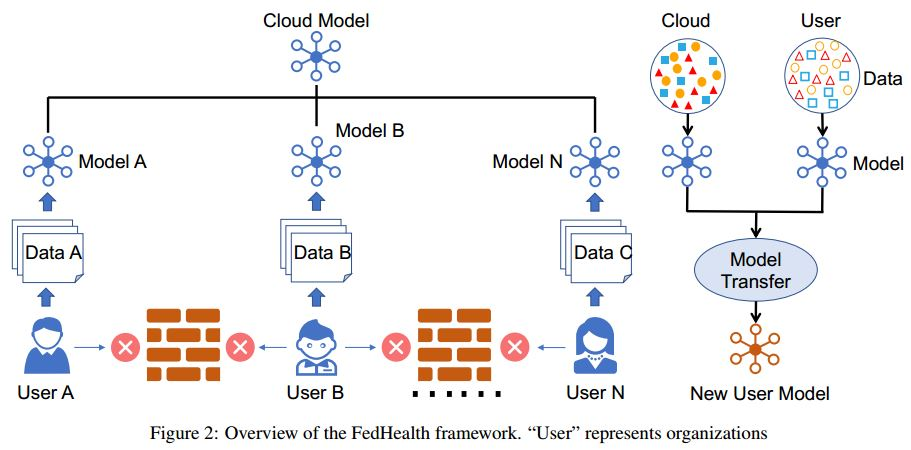 Cloud Model
Model A
Model B
Model N
Data A
Data B
Data C
User A
User B
. . . . . .
User N
Cloud
User
Data
Model
Model
Transfer
New User Model
Figure 2: Overview of the FedHealth framework. “User” represents organizations